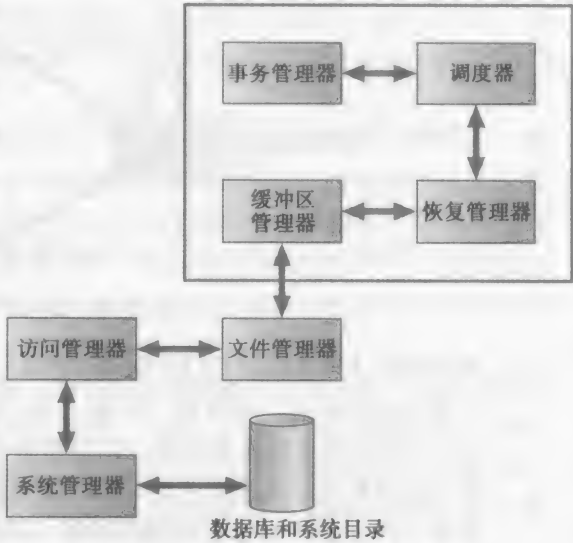 事务管理器
调度器
缓冲区
管理器
恢复管理器
访问管理器
文件管理器
系统管理器
数据库和系统目录